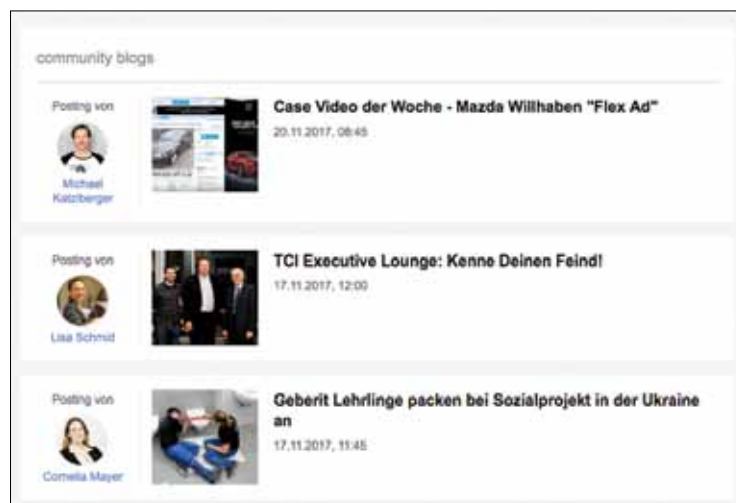 community blogs
Posting von
Michael
Katzlberger
Case Video der Woche - Mazda Willhaben "Flex Ad"
20.11.2017, 08:45
Posting von
Lisa Schmid
TCI Executive Lounge: Kenne Deinen Feind!
17.11.2017, 12:00
Posting von
Cornelia Mayer
Geberit Lehrlinge packen bei Sozialprojekt in der Ukraine
an
17.11.2017, 11:45